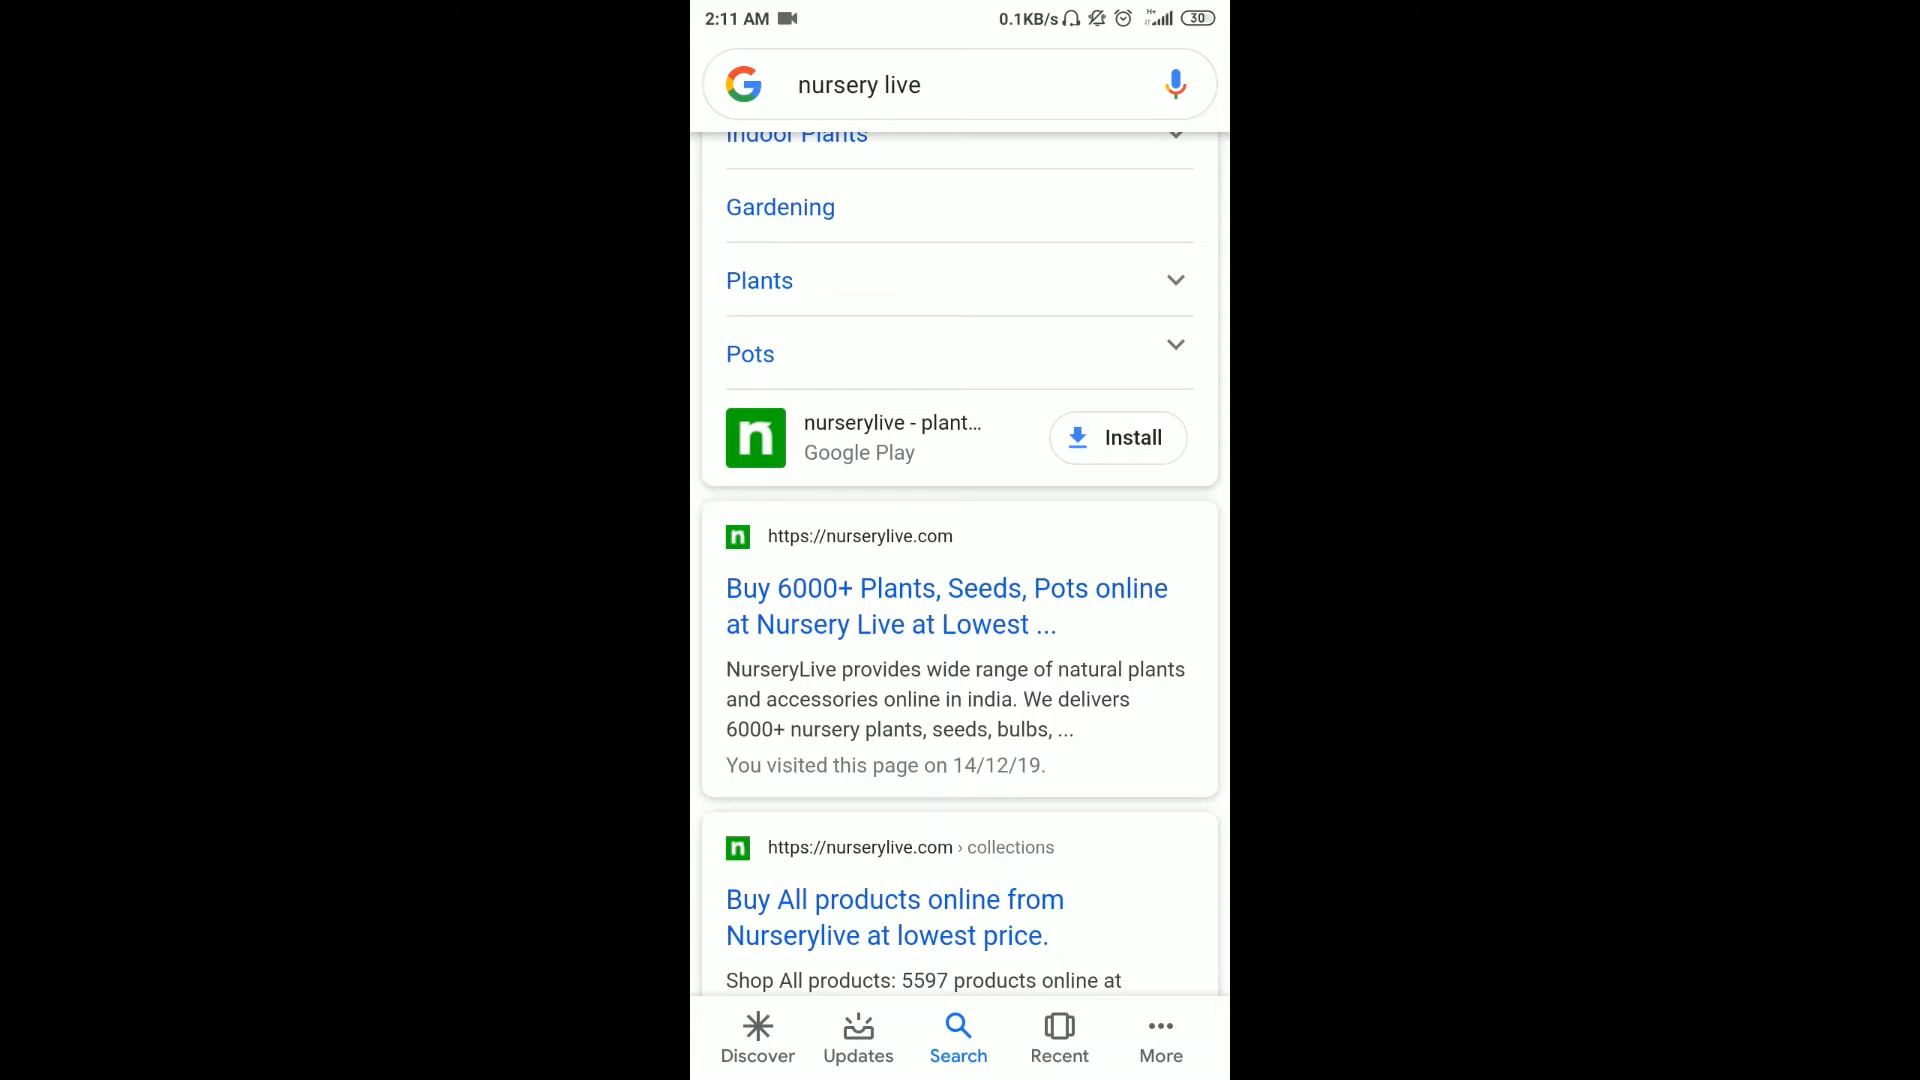 2:11 AM
0.1KB/s
H+
30
nursery live
Indoor Plants
Gardening
Plants
Pots
n
nurserylive - plant...
Google Play
Install
n
https://nurserylive.com
Buy 6000+ Plants, Seeds, Pots online
at Nursery Live at Lowest ...
NurseryLive provides wide range of natural plants
and accessories online in india. We delivers
6000+ nursery plants, seeds, bulbs, ...
You visited this page on 14/12/19.
n
https://nurserylive.com › collections
Buy All products online from
Nurserylive at lowest price.
Shop All products: 5597 products online at
Discover
Updates
Search
Recent
More